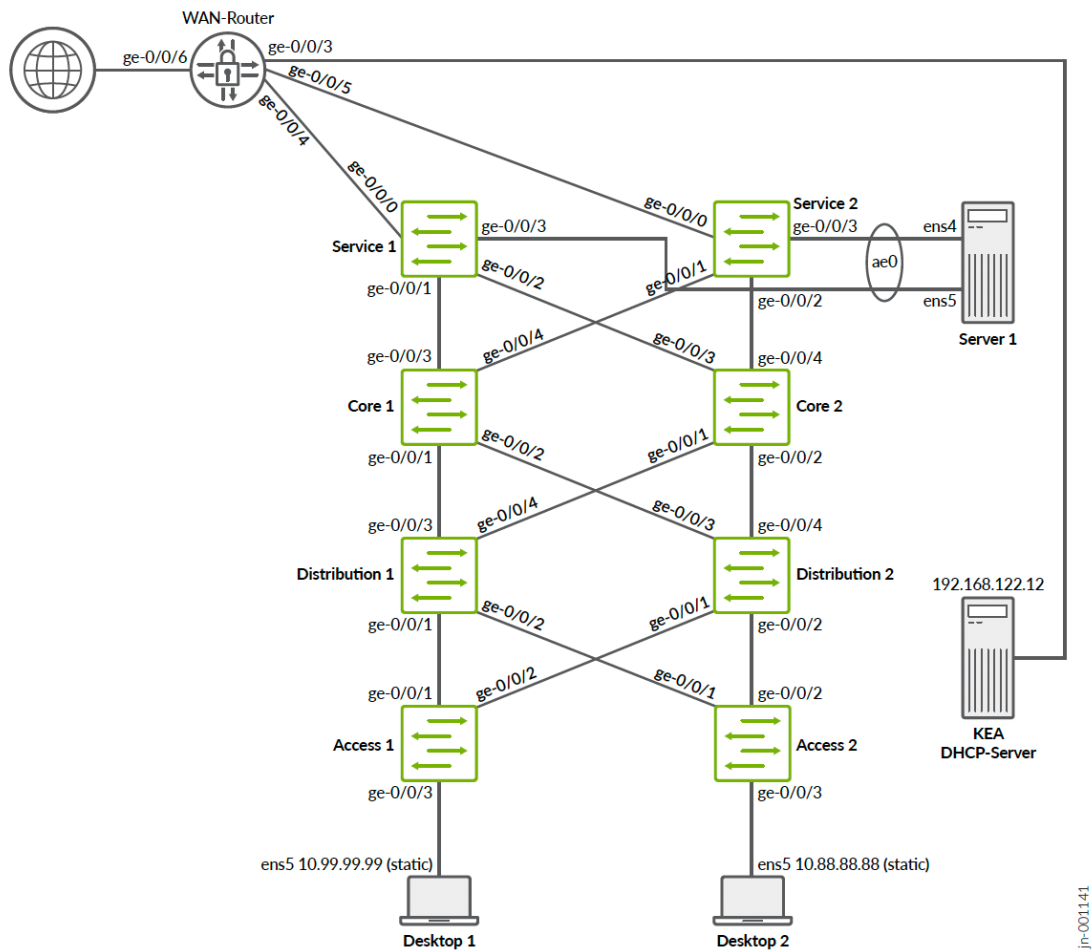 WAN-Router
ge-0/0/6
ge-0/0/3
ge-0/0/5
ge-0/0/4
ge-0/0/0
ge-0/0/0
Service 1
ge-0/0/3
Service 2
ge-0/0/3
ens4
ae0
ge-0/0/1
ge-0/0/2
ge-0/0/1
ge-0/0/2
ens5
Server 1
ge-0/0/3
ge-0/0/4
ge-0/0/3
ge-0/0/4
Core 1
Core 2
ge-0/0/1
ge-0/0/2
ge-0/0/1
ge-0/0/2
ge-0/0/3
ge-0/0/4
ge-0/0/3
ge-0/0/4
Distribution 1
Distribution 2
192.168.122.12
ge-0/0/1
ge-0/0/2
ge-0/0/1
ge-0/0/2
ge-0/0/1
ge-0/0/2
ge-0/0/1
ge-0/0/2
Access 1
Access 2
KEA
DHCP-Server
ge-0/0/3
ge-0/0/3
ens5 10.99.99.99 (static)
ens5 10.88.88.88 (static)
Desktop 1
Desktop 2
jn-001141